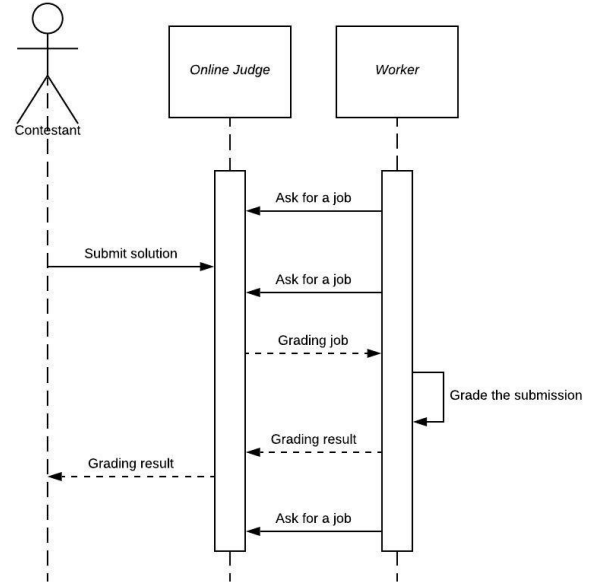 Online Judge
Worker
Contestant
Ask for a job
Submit solution
Ask for a job
Grading job
Grade the submission
Grading result
Grading result
Ask for a job